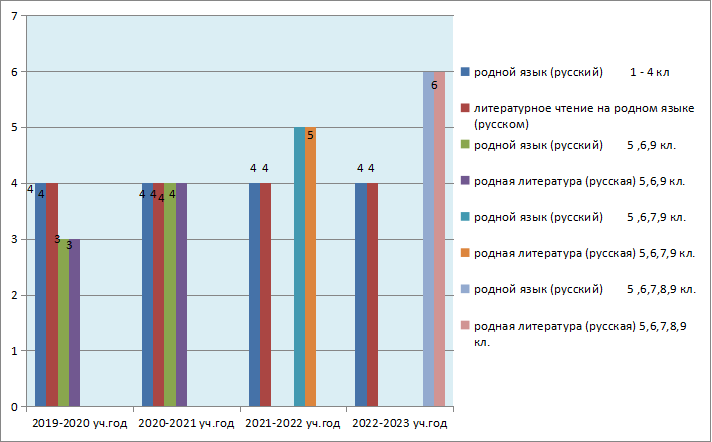 7
6
5
4
3
2
1
0
4
4
3
3
4
4
4
4
4
4
5
4
4
6
2019-2020 уч.год
2020-2021 уч.год
2021-2022 уч.год
2022-2023 уч.год
родной язык (русский) 1 - 4 кл
литературное чтение на родном языке
(русском)
родной язык (русский) 5 ,6,9 кл.
родная литература (русская) 5,6,9 кл.
родной язык (русский) 5 ,6,7,9 кл.
родная литература (русская) 5,6,7,9 кл.
родной язык (русский) 5 ,6,7,8,9 кл.
родная литература (русская) 5,6,7,8,9
кл.